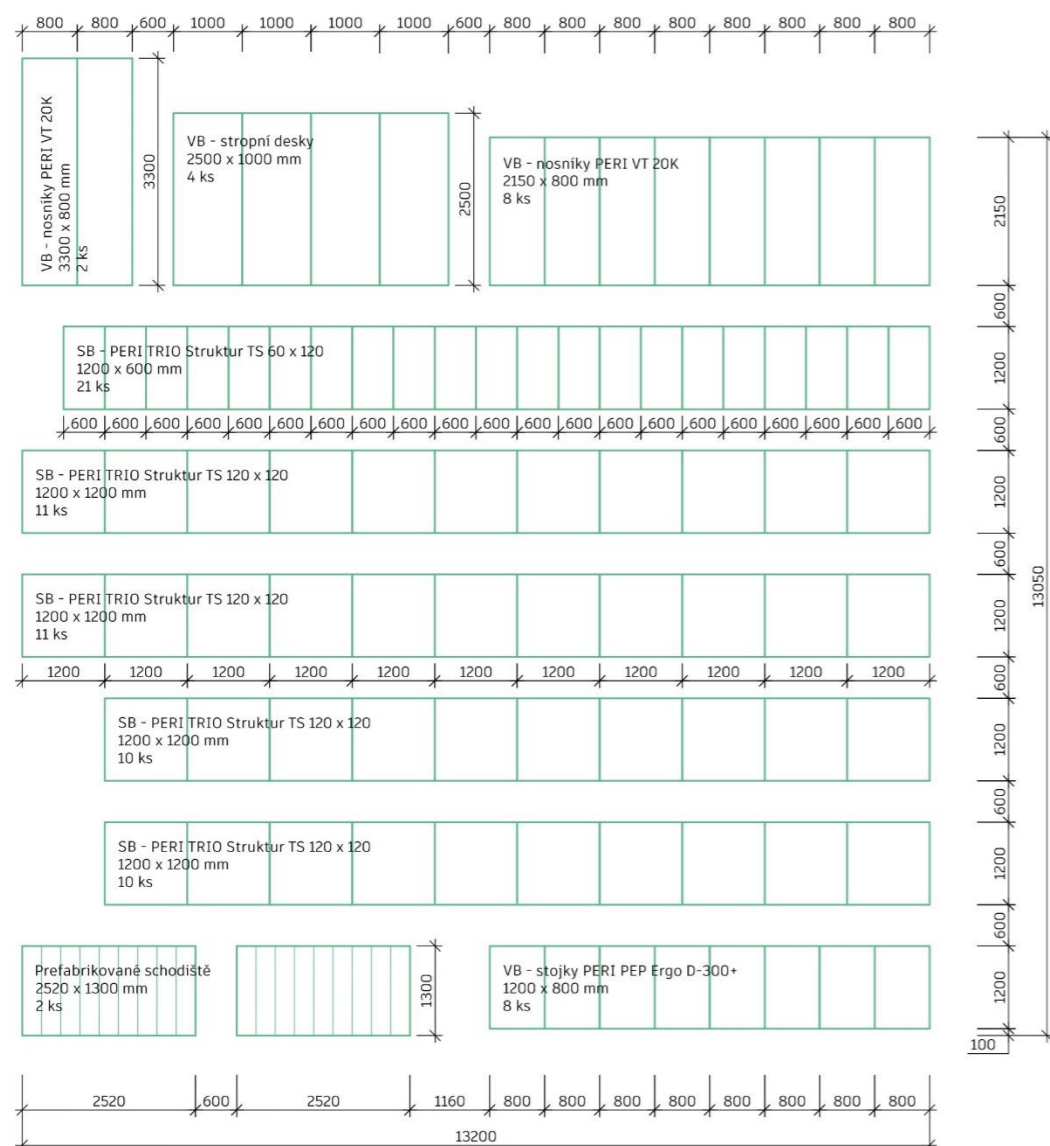 800 800 600 1000 1000 1000 1000 600 800 800 800 800 800 800 800 800
VB - nosníky PERI VT 20K
3300 x 800 mm
2 ks
3300
VB - stropní desky
2500 x 1000 mm
4 ks
2500
VB - nosníky PERI VT 20K
2150 x 800 mm
8 ks
2150
600
SB - PERI TRIO Struktur TS 60 x 120
1200 x 600 mm
21 ks
1200
600 600 600 600 600 600 600 600 600 600 600 600 600 600 600 600 600 600 600 600 600
600
SB - PERI TRIO Struktur TS 120 x 120
1200 x 1200 mm
11 ks
1200
600
13050
SB - PERI TRIO Struktur TS 120 x 120
1200 x 1200 mm
11 ks
1200
1200 1200 1200 1200 1200 1200 1200 1200 1200 1200 1200
600
SB - PERI TRIO Struktur TS 120 x 120
1200 x 1200 mm
10 ks
1200
600
SB - PERI TRIO Struktur TS 120 x 120
1200 x 1200 mm
10 ks
1200
600
Prefabrikované schodiště
2520 x 1300 mm
2 ks
1300
VB - stojky PERI PEP Ergo D-300+
1200 x 800 mm
8 ks
1200
100
2520 600 2520 1160 800 800 800 800 800 800 800 800
13200